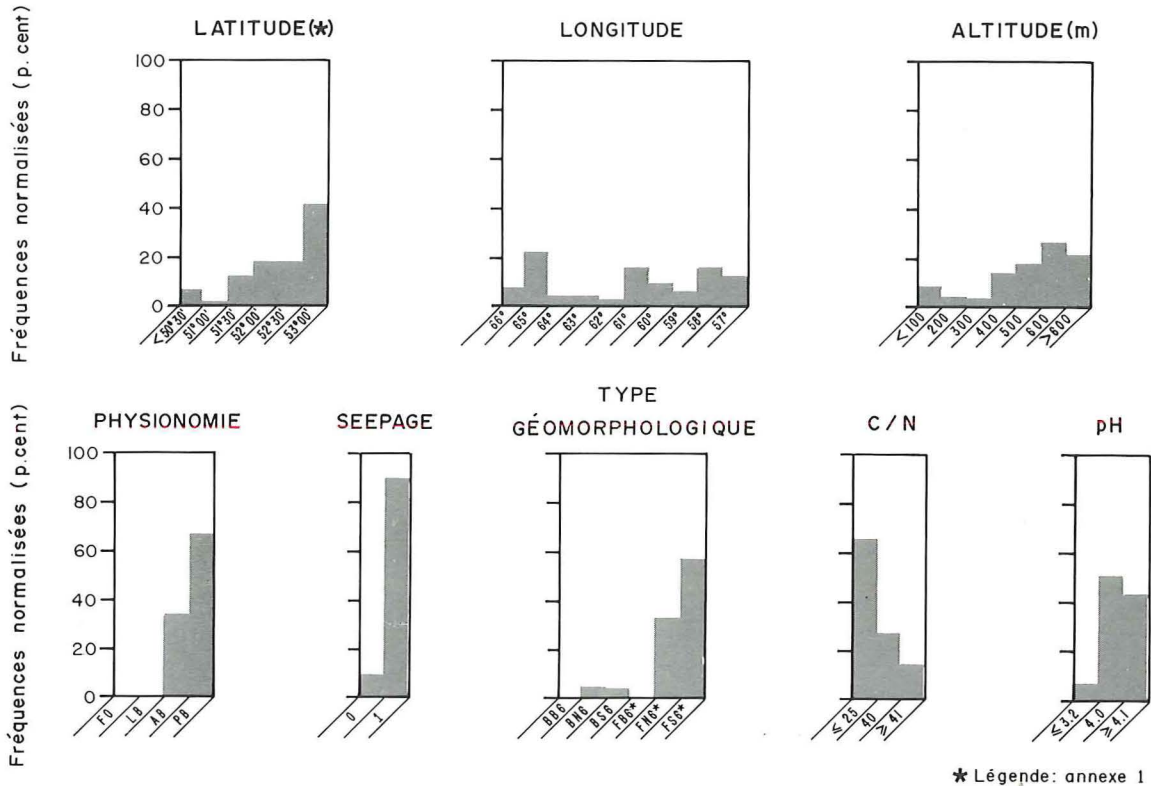 Fréquences normalisées (p. cent)
LATITUDE(*)
100
80
60
40
20
0
<50°30'
51°00'
51°30'
52°00'
52°30'
53°00'
LONGITUDE
66°
65°
64°
63°
62°
61°
60°
59°
58°
57°
ALTITUDE(m)
<100
200
300
400
500
600
>600
Fréquences normalisées (p.cent)
PHYSIONOMIE
100
80
60
40
20
0
FO
LB
AB
PB
SEEPAGE
0
1
TYPE
GÉOMORPHOLOGIQUE
BB6
BN6
BS6
FB6*
FN6*
FS6*
C/N
≤25
40
≥41
pH
≤3.2
4.0
≥4.1
* Légende: annexe 1